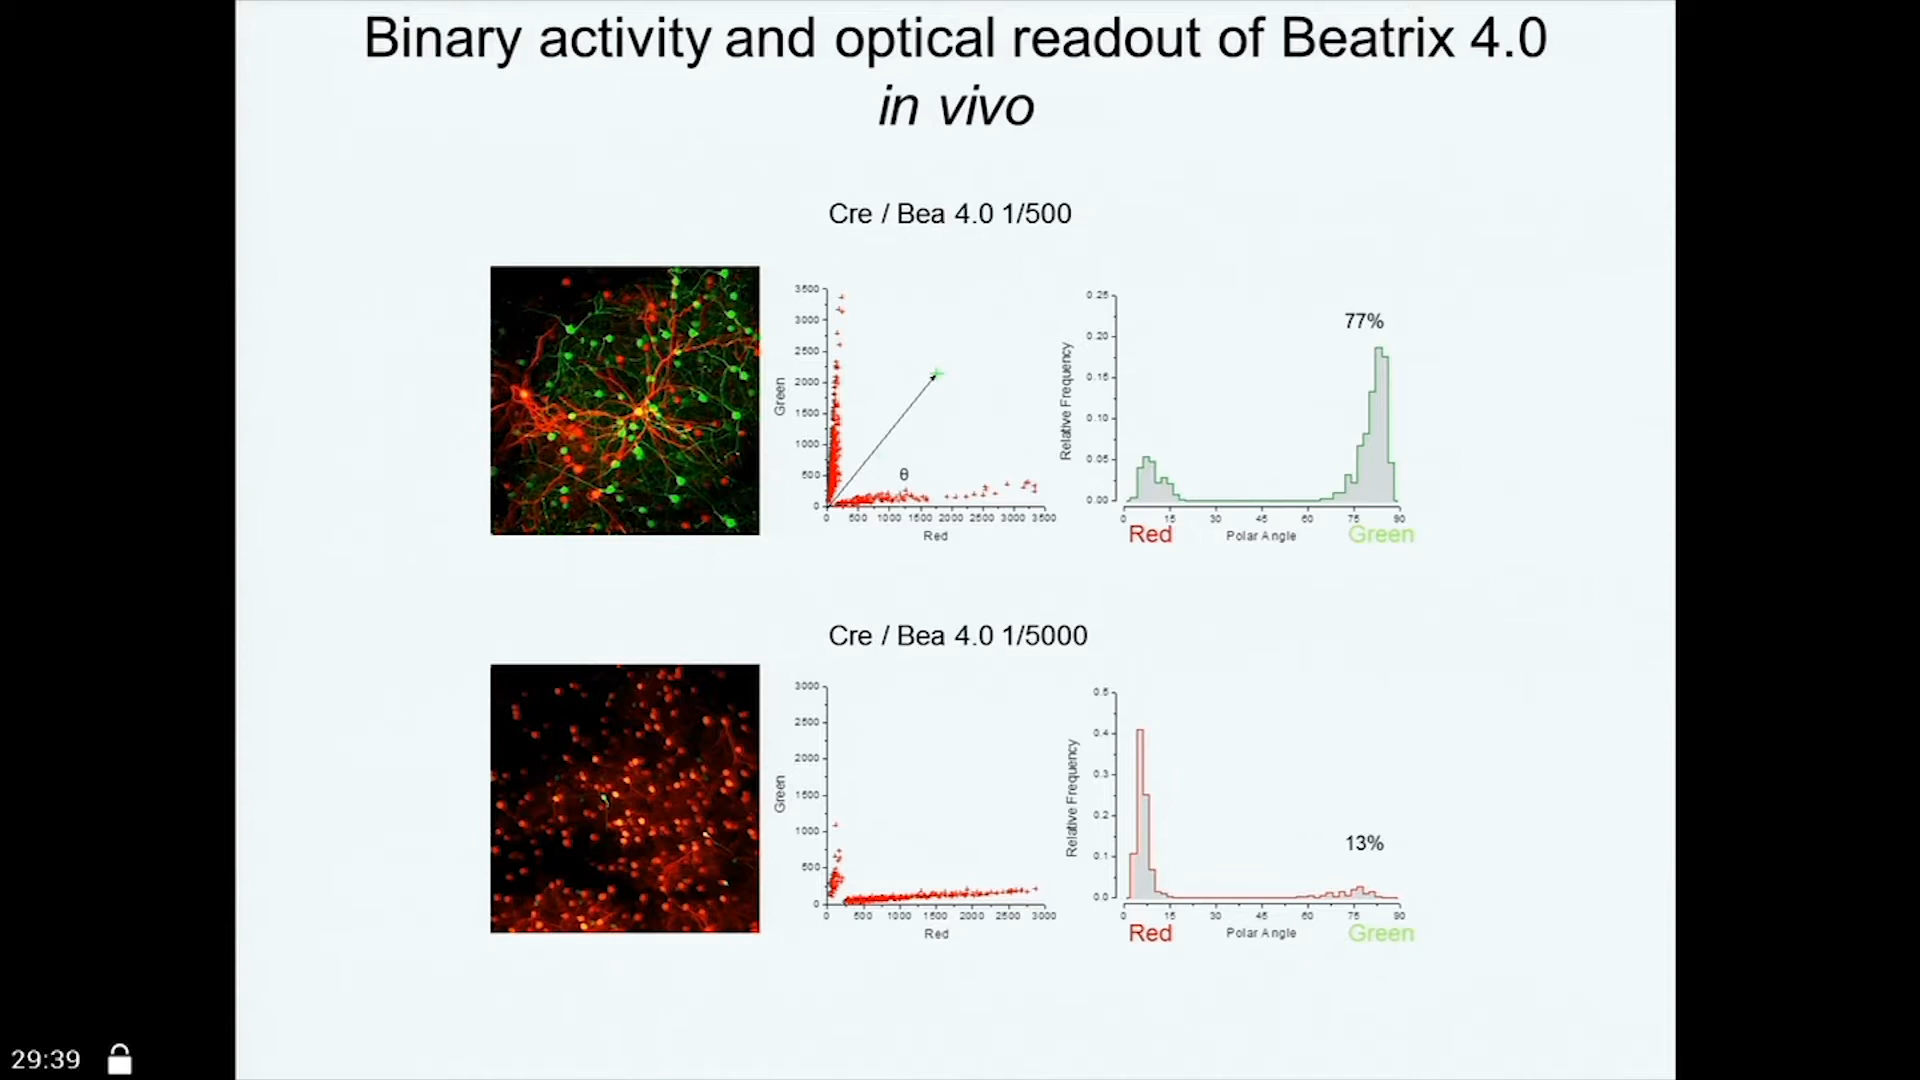 Binary activity and optical readout of Beatrix 4.0
in vivo
Cre / Bea 4.0 1/500
3500
3000
2500
2000
1500
1000
500
0
Green
θ
0 500 1000 1500 2000 2500 3000 3500
Red
0.25
0.20
0.15
0.10
0.05
0.00
Relative Frequency
77%
0 15 30 45 60 75 90
Red Polar Angle Green
Cre / Bea 4.0 1/5000
3000
2500
2000
1500
1000
500
0
Green
0 500 1000 1500 2000 2500 3000
Red
0.5
0.4
0.3
0.2
0.1
0.0
Relative Frequency
13%
0 15 30 45 60 75 90
Red Polar Angle Green
29:39